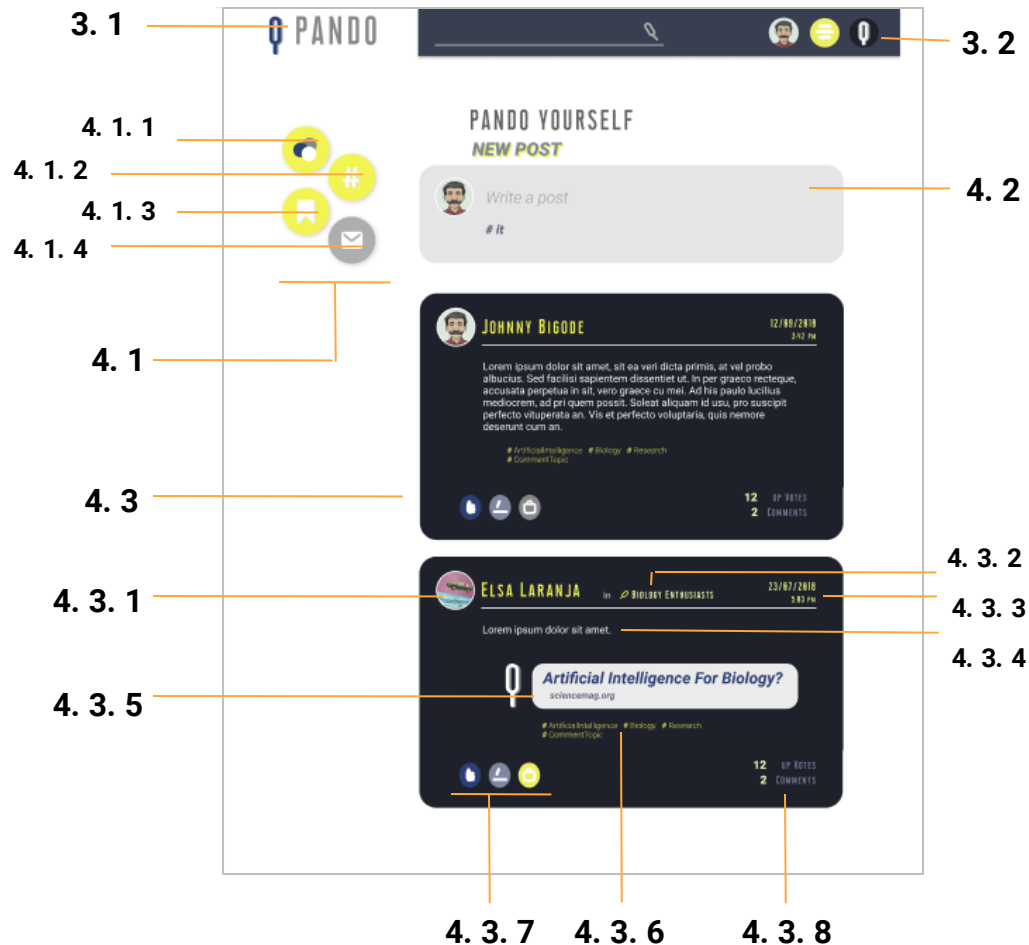 3. 1
PANDO
3. 2
4. 1. 1
PANDO YOURSELF
NEW POST
4. 1. 2
#
4. 2
Write a post
4. 1. 3
# it
4. 1. 4
4. 1
JOHNNY BIGODE
12/09/2018
3:42 PM
Lorem ipsum dolor sit amet, sit ea veri dicta primis, at vel probo
albucius. Sed facilisi sapientem dissentiet ut. In per graeco recteque,
accusata perpetua in sit, vero graece cu mei. Ad his paulo lucilius
mediocrem, ad pri quem possit. Soleat aliquam id usu, pro suscipit
perfecto vituperata an. Vis et perfecto voluptaria, quis nemore
deserunt cum an.
# ArtificialIntelligence # Biology # Research
# CommentTopic
4. 3
12 UP VOTES
2 COMMENTS
4. 3. 2
4. 3. 1
ELSA LARANJA in BIOLOGY ENTHUSIASTS
23/07/2018
5:03 PM
4. 3. 3
Lorem ipsum dolor sit amet.
4. 3. 4
Artificial Intelligence For Biology?
sciencemag.org
4. 3. 5
# ArtificialIntelligence # Biology # Research
# CommentTopic
12 UP VOTES
2 COMMENTS
4. 3. 7
4. 3. 6
4. 3. 8